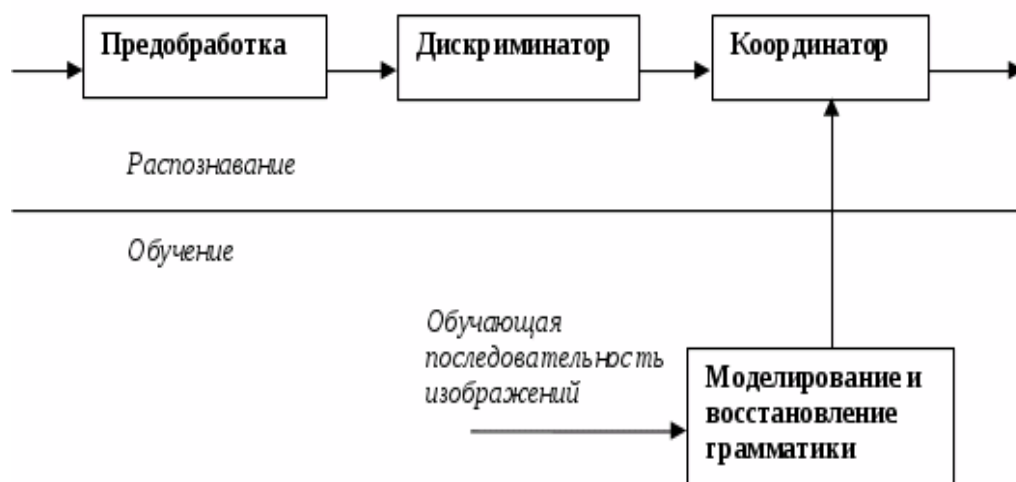 Предобработка
Дискриминатор
Координатор
Распознавание
Обучение
Обучающая
последовательность
изображений
Моделирование и
восстановление
грамматики